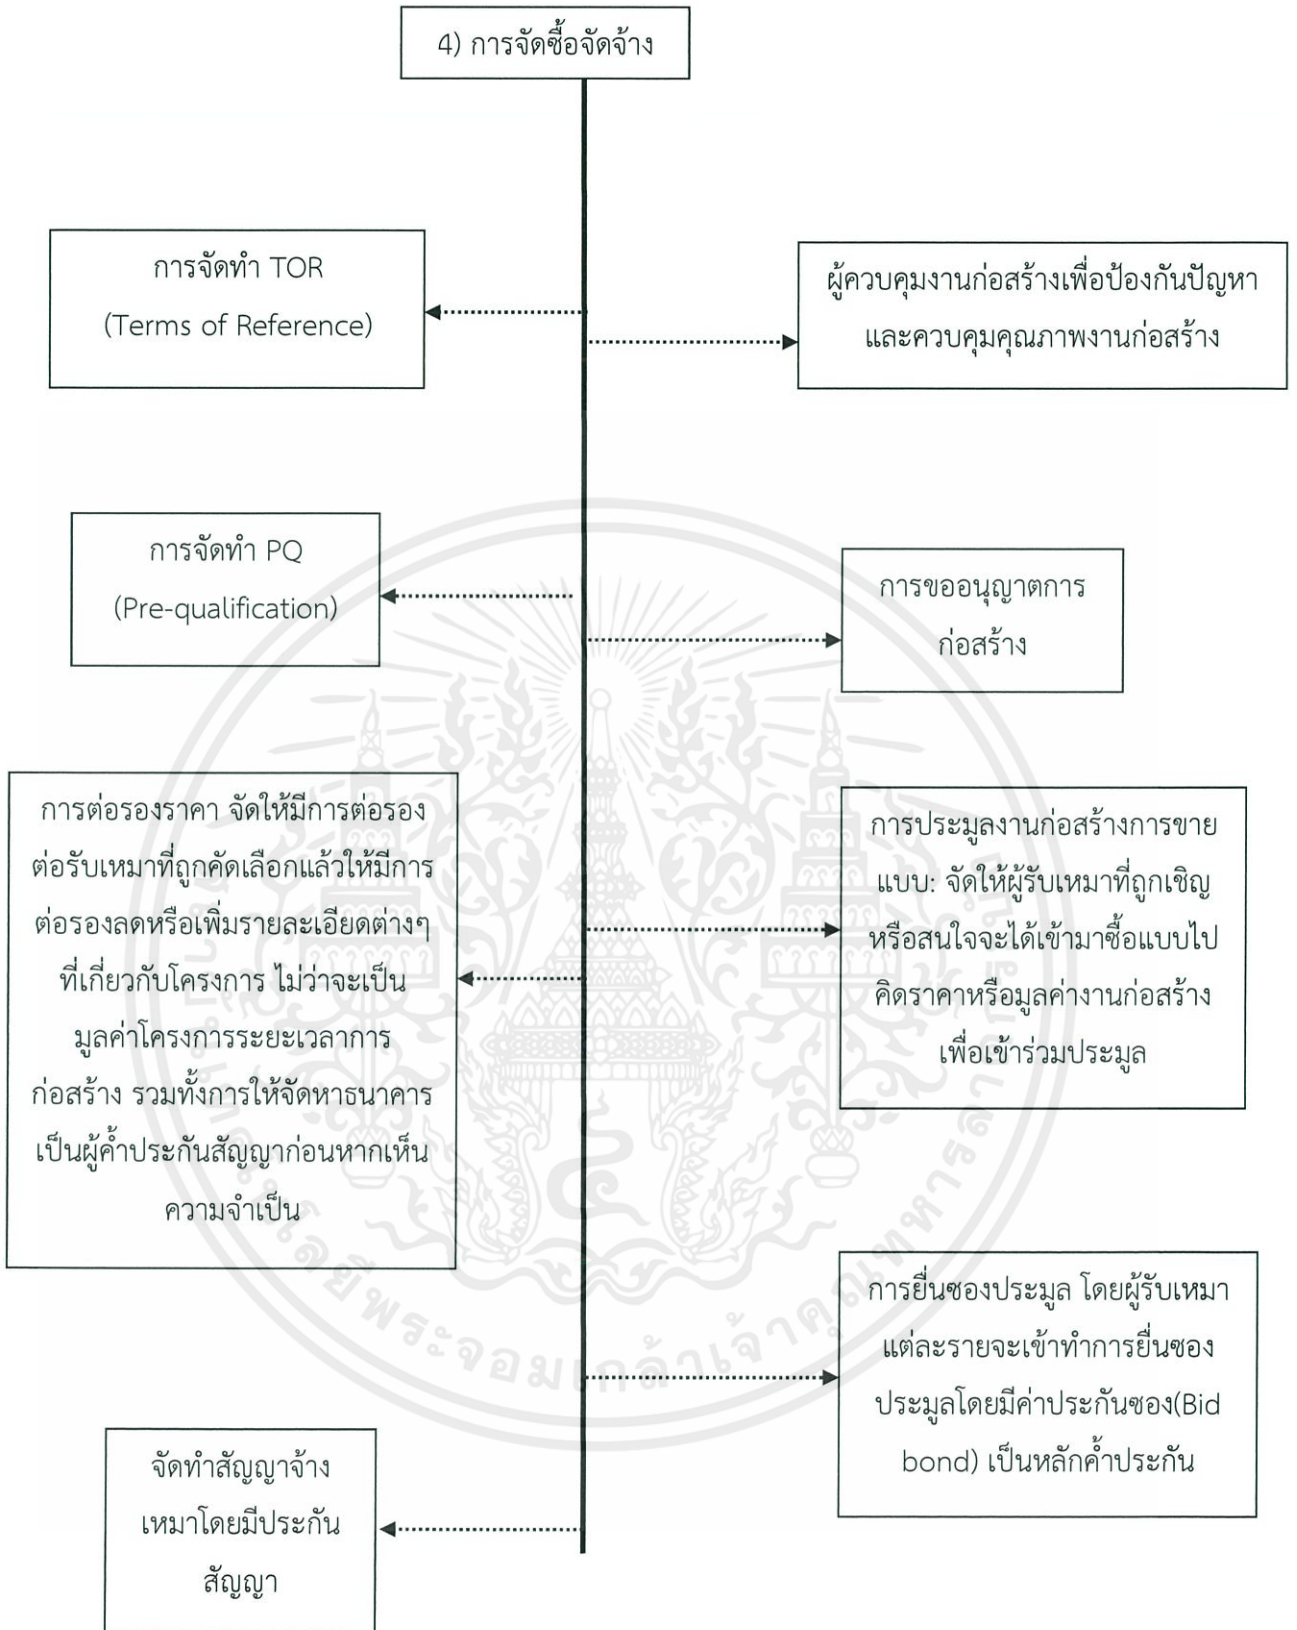 4) การจัดซื้อจัดจ้าง
การจัดทำ TOR
(Terms of Reference)
ผู้ควบคุมงานก่อสร้างเพื่อป้องกันปัญหา
และควบคุมคุณภาพงานก่อสร้าง
การจัดทำ PQ
(Pre-qualification)
การขออนุญาตการ
ก่อสร้าง
การต่อรองราคา จัดให้มีการต่อรอง
ต่อรับเหมาที่ถูกคัดเลือกแล้วให้มีการ
ต่อรองลดหรือเพิ่มรายละเอียดต่างๆ
ที่เกี่ยวกับโครงการ ไม่ว่าจะเป็น
มูลค่าโครงการระยะเวลาการ
ก่อสร้าง รวมทั้งการให้จัดหาธนาคาร
เป็นผู้ค้ำประกันสัญญาก่อนหากเห็น
ความจำเป็น
การประมูลงานก่อสร้างการขาย
แบบ: จัดให้ผู้รับเหมาที่ถูกเชิญ
หรือสนใจจะได้เข้ามาซื้อแบบไป
คิดราคาหรือมูลค่างานก่อสร้าง
เพื่อเข้าร่วมประมูล
การยื่นซองประมูล โดยผู้รับเหมา
แต่ละรายจะเข้าทำการยื่นซอง
ประมูลโดยมีค่าประกันซอง(Bid
bond) เป็นหลักค้ำประกัน
จัดทำสัญญาจ้าง
เหมาโดยมีประกัน
สัญญา